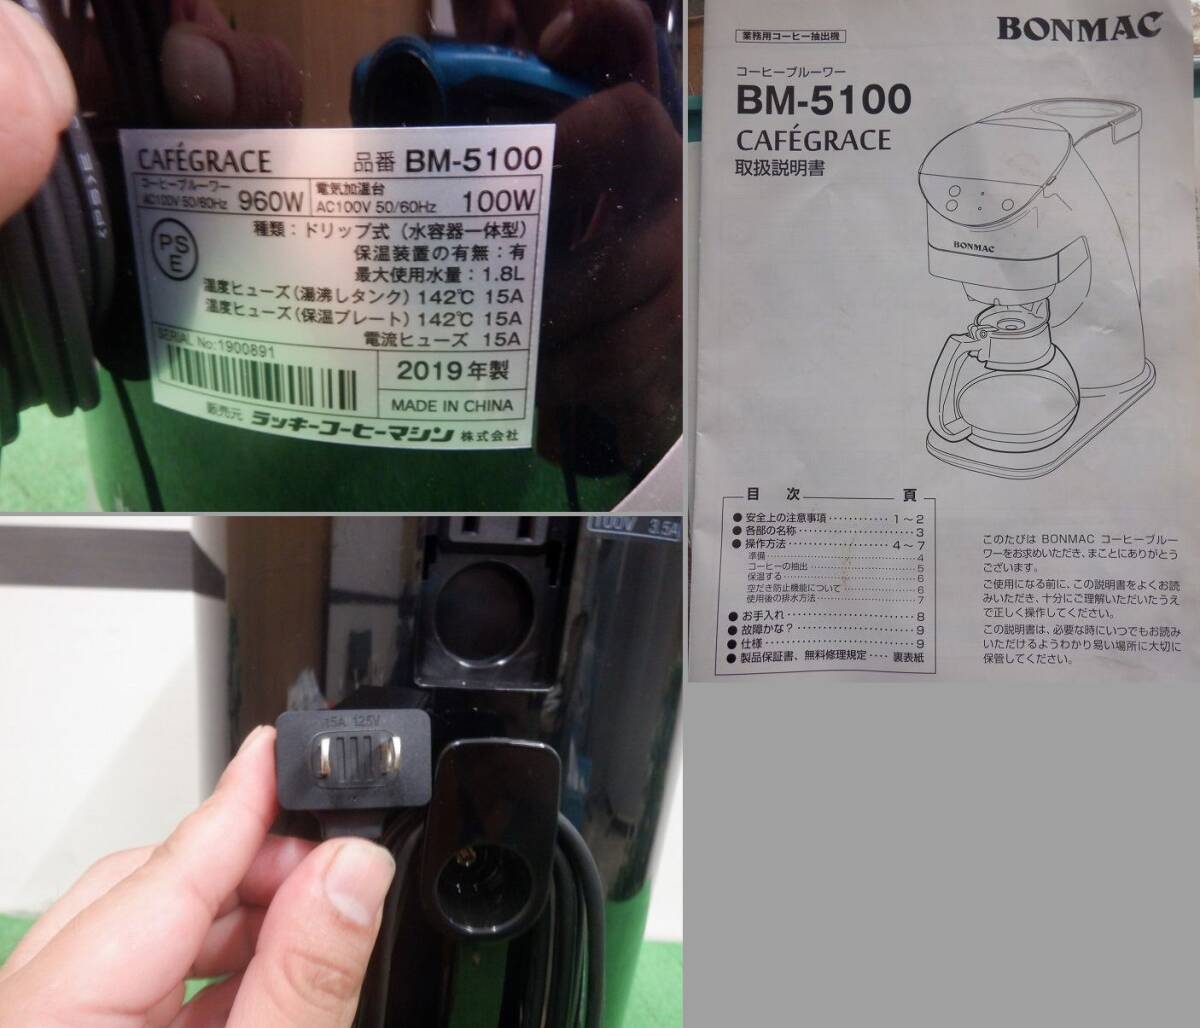 CAFÉGRACE 品番 BM-5100
コーヒーブルーワー
AC100V 50/60Hz 960W
電気加温台
AC100V 50/60Hz 100W
種類：ドリップ式（水容器一体型）
保温装置の有無：有
最大使用水量：1.8L
PS
E
温度ヒューズ（湯沸しタンク）142℃ 15A
温度ヒューズ（保温プレート）142℃ 15A
電流ヒューズ 15A
SERIAL No:1900891
2019年製
MADE IN CHINA
販売元 ラッキーコーヒーマシン 株式会社
100V 3.5A
15A 125V
BONMAC
業務用コーヒー抽出機
コーヒーブルーワー
BM-5100
CAFÉGRACE
取扱説明書
BONMAC
目 次 頁
●安全上の注意事項 ············ 1～2
●各部の名称 ···················· 3
●操作方法 ···················· 4～7
準備 ···················· 4
コーヒーの抽出 ···················· 5
保温する ···················· 6
空だき防止機能について ············ 6
使用後の排水方法 ···················· 7
●お手入れ ···················· 8
●故障かな？ ···················· 9
●仕様 ···················· 9
●製品保証書、無料修理規定 ···· 裏表紙
このたびは BONMAC コーヒーブルー
ワーをお求めいただき、まことにありがとう
ございます。
ご使用になる前に、この説明書をよくお読
みいただき、十分にご理解いただいたうえ
で正しく操作してください。
この説明書は、必要な時にいつでもお読み
いただけるようわかり易い場所に大切に
保管してください。